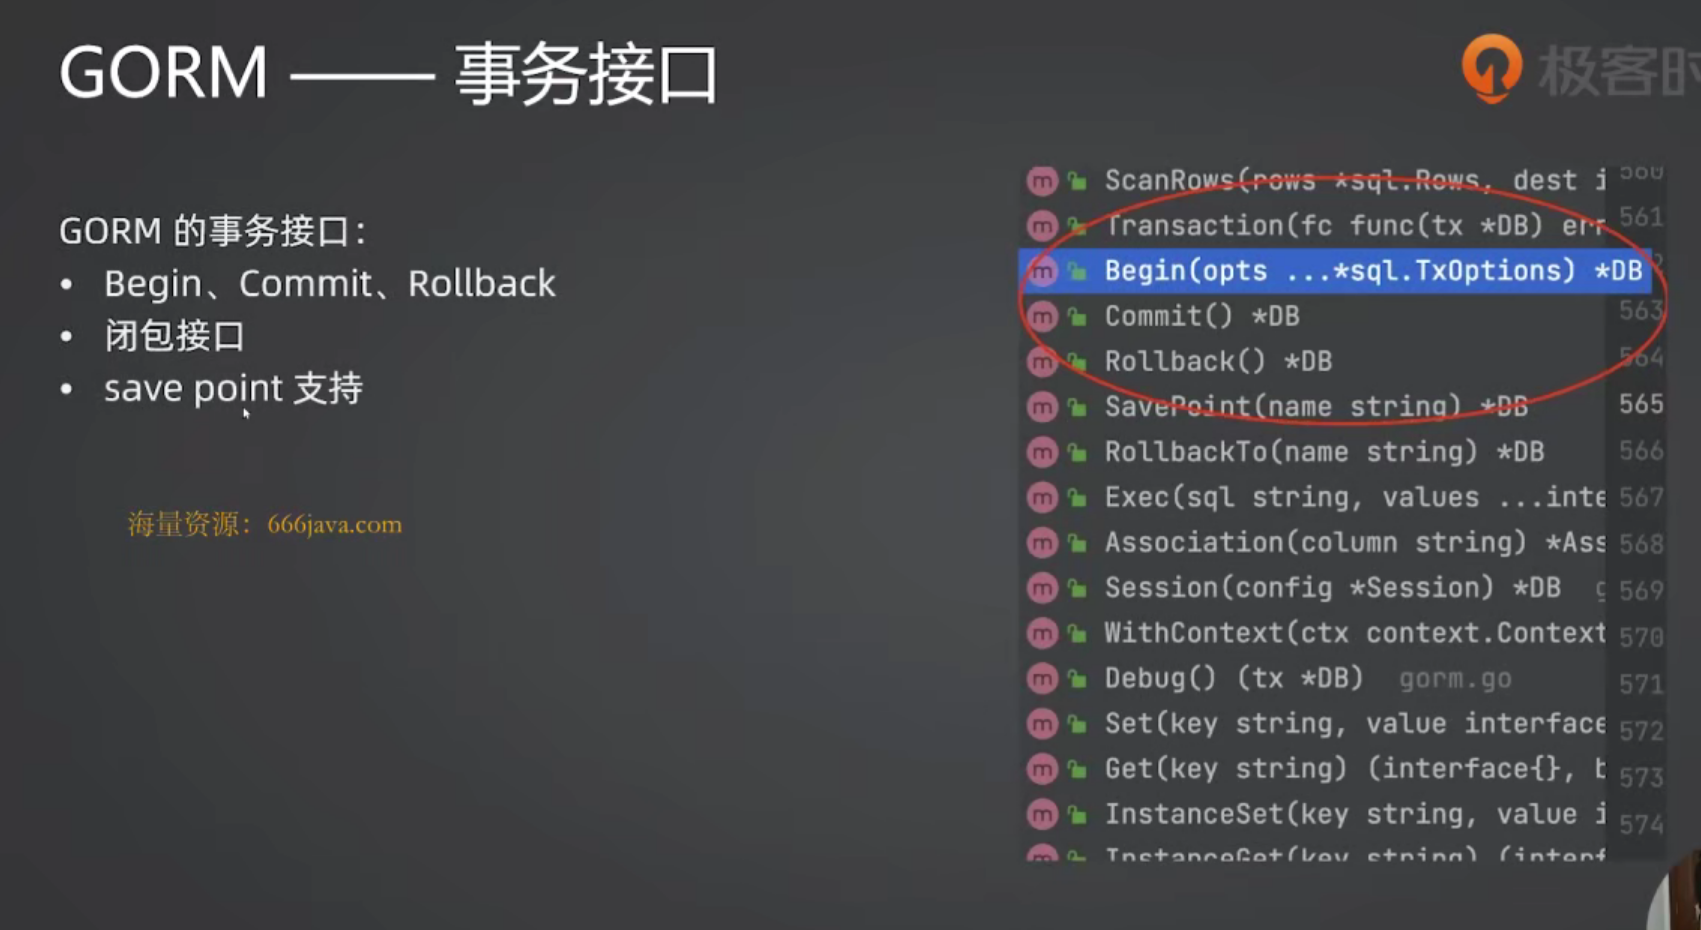 GORM —— 事务接口
极客时
GORM 的事务接口：
• Begin、Commit、Rollback
• 闭包接口
• save point 支持
海量资源：666java.com
m ScanRows(rows *sql.Rows, dest i 560
m Transaction(fc func(tx *DB) err 561
m Begin(opts ...*sql.TxOptions) *DB
m Commit() *DB 563
m Rollback() *DB 564
m SavePoint(name string) *DB 565
m RollbackTo(name string) *DB 566
m Exec(sql string, values ...inte 567
m Association(column string) *Ass 568
m Session(config *Session) *DB g 569
m WithContext(ctx context.Context 570
m Debug() (tx *DB) gorm.go 571
m Set(key string, value interface 572
m Get(key string) (interface{}, b 573
m InstanceSet(key string, value i 574
m InstanceGet(key string) (interf